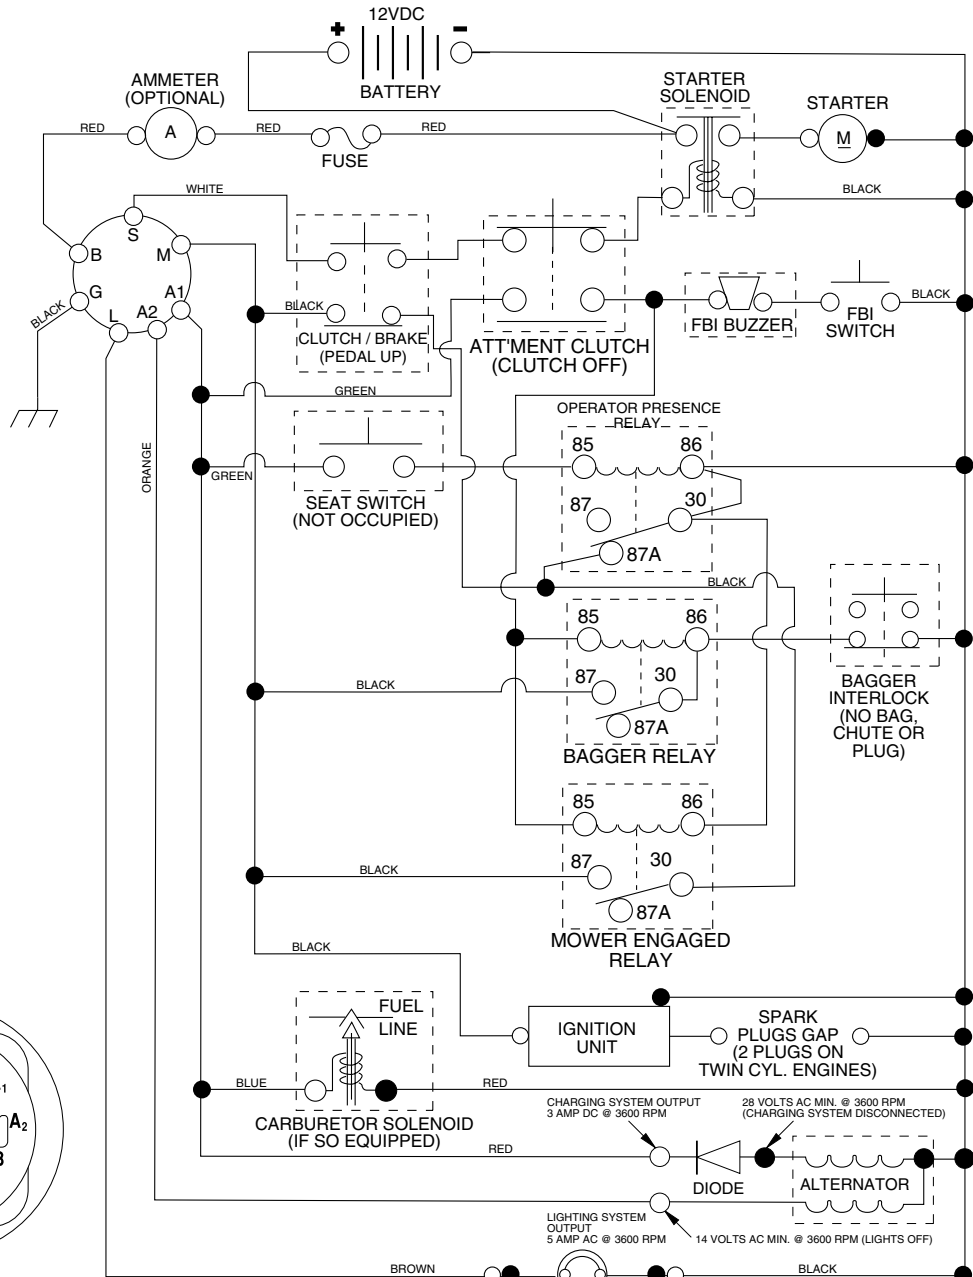 12VDC
+
-
BATTERY
AMMETER
(OPTIONAL)
A
RED
RED
RED
FUSE
STARTER
SOLENOID
STARTER
M
BLACK
WHITE
S
B
M
G
A1
L
A2
BLACK
BLACK
CLUTCH / BRAKE
(PEDAL UP)
ATT'MENT CLUTCH
(CLUTCH OFF)
FBI BUZZER
FBI
SWITCH
BLACK
GREEN
ORANGE
GREEN
SEAT SWITCH
(NOT OCCUPIED)
OPERATOR PRESENCE
RELAY
85
86
87
30
87A
BLACK
85
86
87
30
87A
BLACK
BAGGER RELAY
BAGGER
INTERLOCK
(NO BAG,
CHUTE OR
PLUG)
85
86
87
30
87A
BLACK
MOWER ENGAGED
RELAY
BLACK
FUEL
LINE
IGNITION
UNIT
SPARK
PLUGS GAP
(2 PLUGS ON
TWIN CYL. ENGINES)
BLUE
RED
CARBURETOR SOLENOID
(IF SO EQUIPPED)
CHARGING SYSTEM OUTPUT
3 AMP DC @ 3600 RPM
28 VOLTS AC MIN. @ 3600 RPM
(CHARGING SYSTEM DISCONNECTED)
RED
DIODE
ALTERNATOR
LIGHTING SYSTEM
OUTPUT
5 AMP AC @ 3600 RPM
14 VOLTS AC MIN. @ 3600 RPM (LIGHTS OFF)
BROWN
BLACK
A2